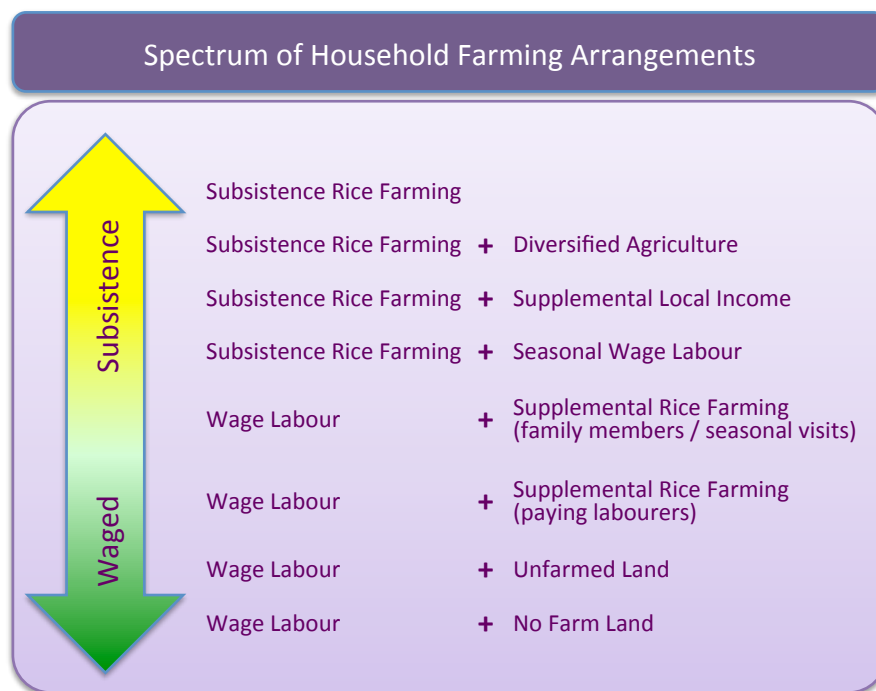 Spectrum of Household Farming Arrangements
Subsistence
Waged
Subsistence Rice Farming
Subsistence Rice Farming + Diversified Agriculture
Subsistence Rice Farming + Supplemental Local Income
Subsistence Rice Farming + Seasonal Wage Labour
Wage Labour + Supplemental Rice Farming
(family members / seasonal visits)
Wage Labour + Supplemental Rice Farming
(paying labourers)
Wage Labour + Unfarmed Land
Wage Labour + No Farm Land